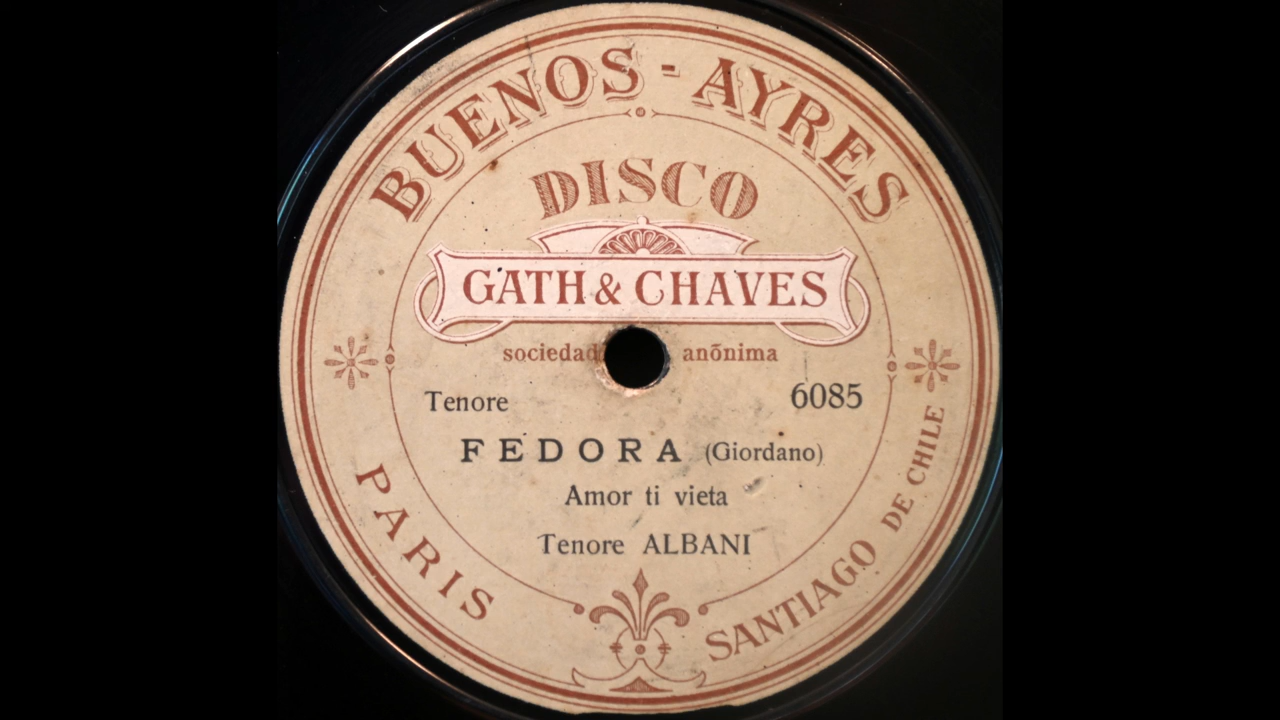 BUENOS - AYRES
DISCO
GATH & CHAVES
sociedad anõnima
Tenore 6085
FEDORA (Giordano)
Amor ti vieta
Tenore ALBANI
PARIS
SANTIAGO DE CHILE